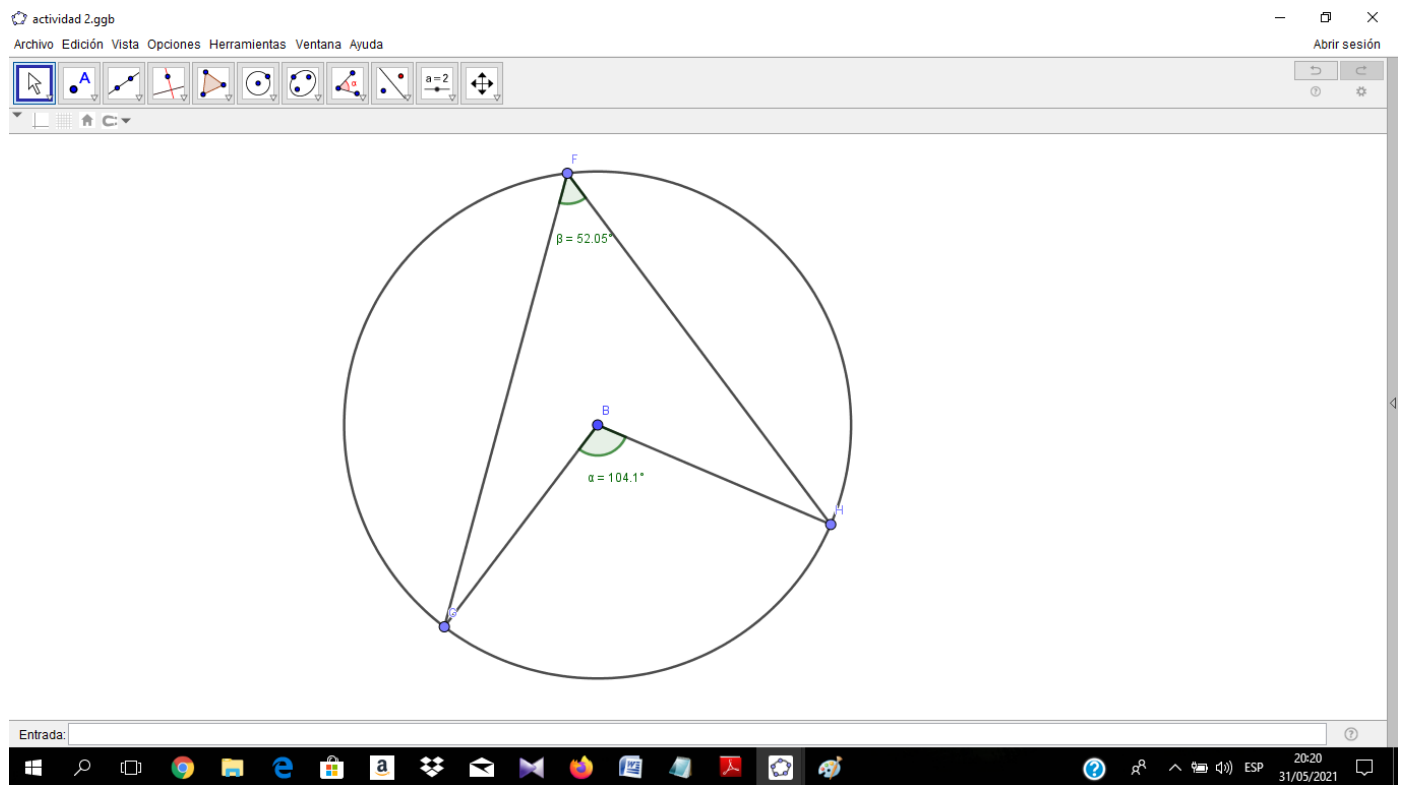 actividad 2.ggb
Archivo Edición Vista Opciones Herramientas Ventana Ayuda
Abrir sesión
A
α
a = 2
F
β = 52.05°
B
α = 104.1°
H
G
Entrada:
a
ESP
20:20
31/05/2021